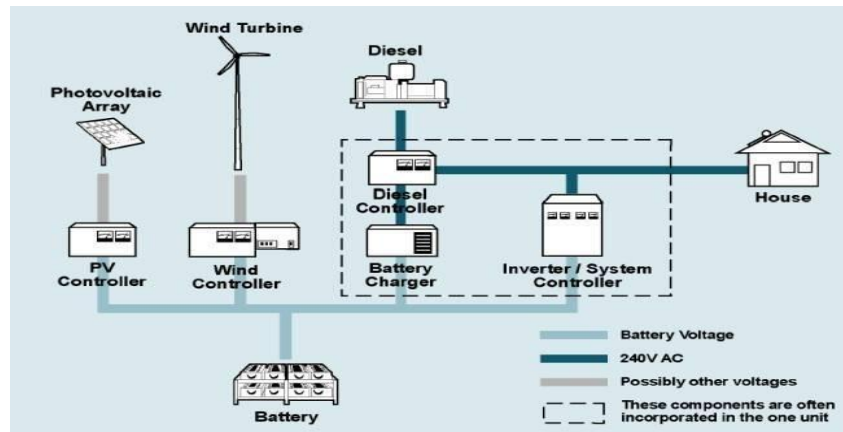 Wind Turbine
Diesel
Photovoltaic
Array
Diesel
Controller
House
PV
Controller
Wind
Controller
Battery
Charger
Inverter / System
Controller
Battery
Battery Voltage
240V AC
Possibly other voltages
These components are often
incorporated in the one unit